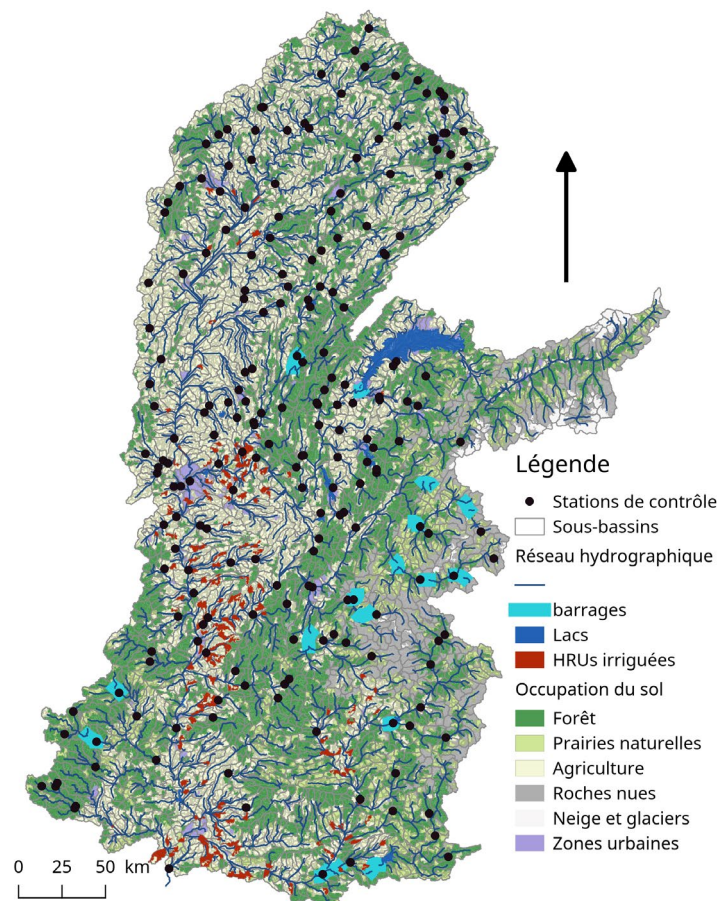 Légende
Stations de contrôle
Sous-bassins
Réseau hydrographique
barrages
Lacs
HRUs irriguées
Occupation du sol
Forêt
Prairies naturelles
Agriculture
Roches nues
Neige et glaciers
Zones urbaines
0 25 50 km